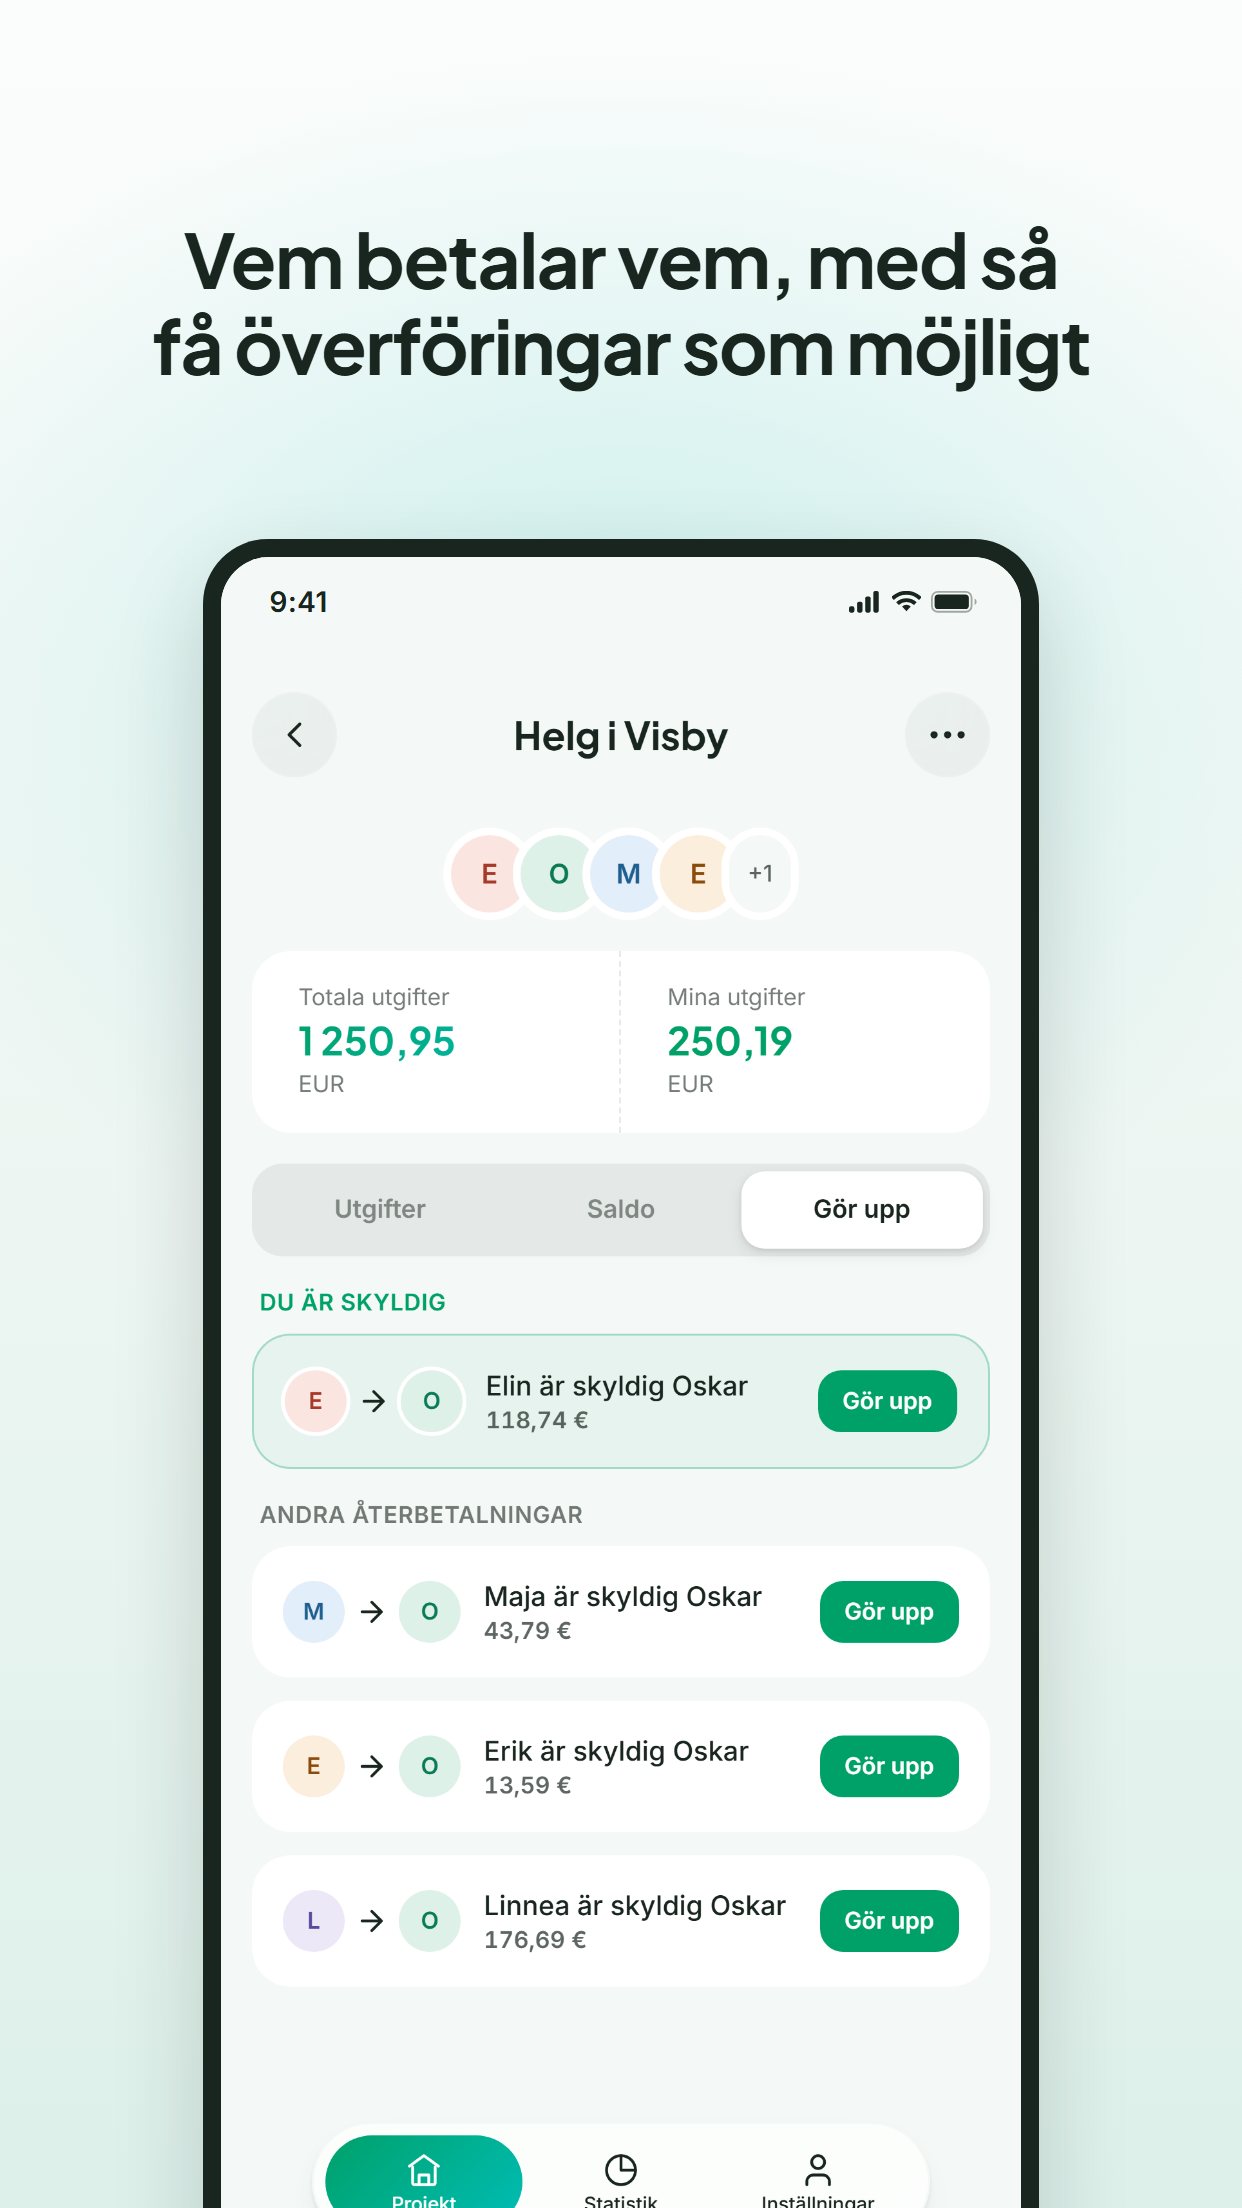 Vem betalar vem, med så
få överföringar som möjligt
9:41
Helg i Visby
E O M E +1
Totala utgifter
1 250,95
EUR
Mina utgifter
250,19
EUR
Utgifter Saldo Gör upp
DU ÄR SKYLDIG
E → O Elin är skyldig Oskar
118,74 €
Gör upp
ANDRA ÅTERBETALNINGAR
M → O Maja är skyldig Oskar
43,79 €
Gör upp
E → O Erik är skyldig Oskar
13,59 €
Gör upp
L → O Linnea är skyldig Oskar
176,69 €
Gör upp
Projekt Statistik Inställningar